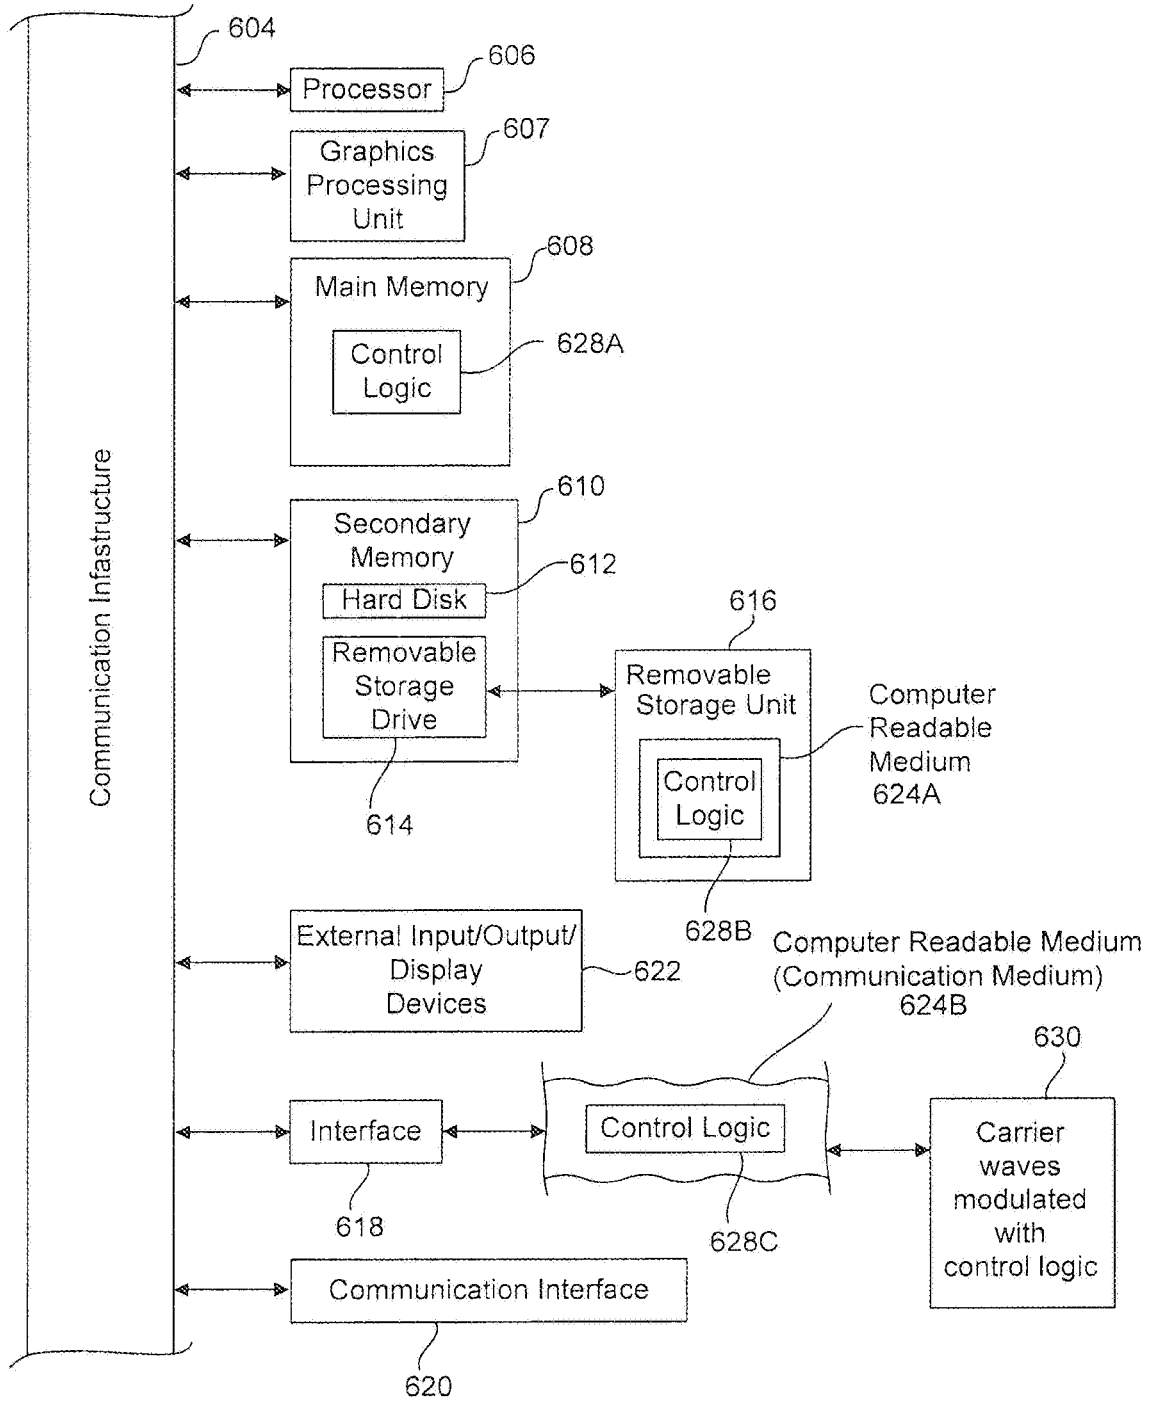 604
606
Processor
607
Graphics
Processing
Unit
608
Main Memory
628A
Control
Logic
Communication Infastructure
610
Secondary
Memory
612
Hard Disk
Removable
Storage
Drive
614
616
Removable
Storage Unit
Computer
Readable
Medium
624A
Control
Logic
628B
External Input/Output/
Display
Devices
622
Computer Readable Medium
(Communication Medium)
624B
630
Interface
618
Control Logic
628C
Carrier
waves
modulated
with
control logic
Communication Interface
620